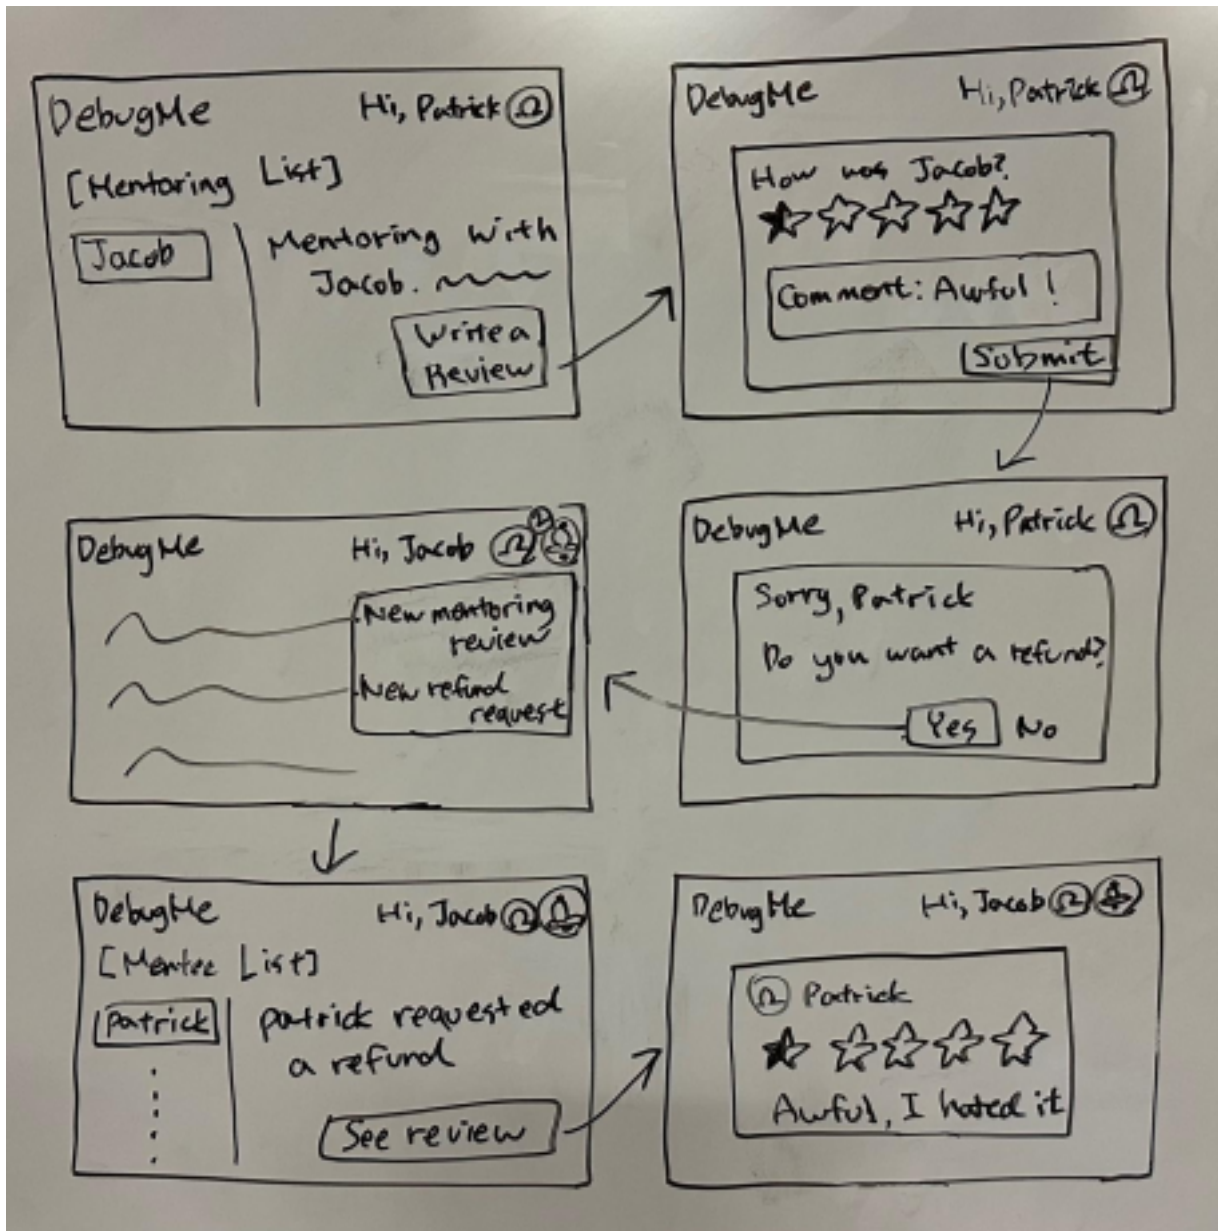 DebugMe Hi, Patrick
[Mentoring List]
Jacob
Mentoring with
Jacob.
Write a
Review
DebugMe Hi, Patrick
How was Jacob?
Comment: Awful!
Submit
DebugMe Hi, Patrick
Sorry, Patrick
Do you want a refund?
Yes No
DebugMe Hi, Jacob 2
New mentoring
review
New refund
request
DebugMe Hi, Jacob
[Mentee List]
Patrick
patrick requested
a refund
See review
DebugMe Hi, Jacob
Patrick
Awful, I hated it